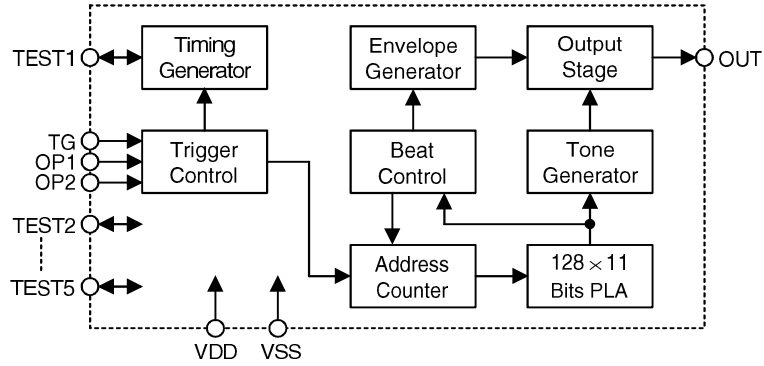 TEST1
Timing
Generator
Envelope
Generator
Output
Stage
OUT
TG
OP1
OP2
Trigger
Control
Beat
Control
Tone
Generator
TEST2
TEST5
Address
Counter
128 × 11
Bits PLA
VDD
VSS